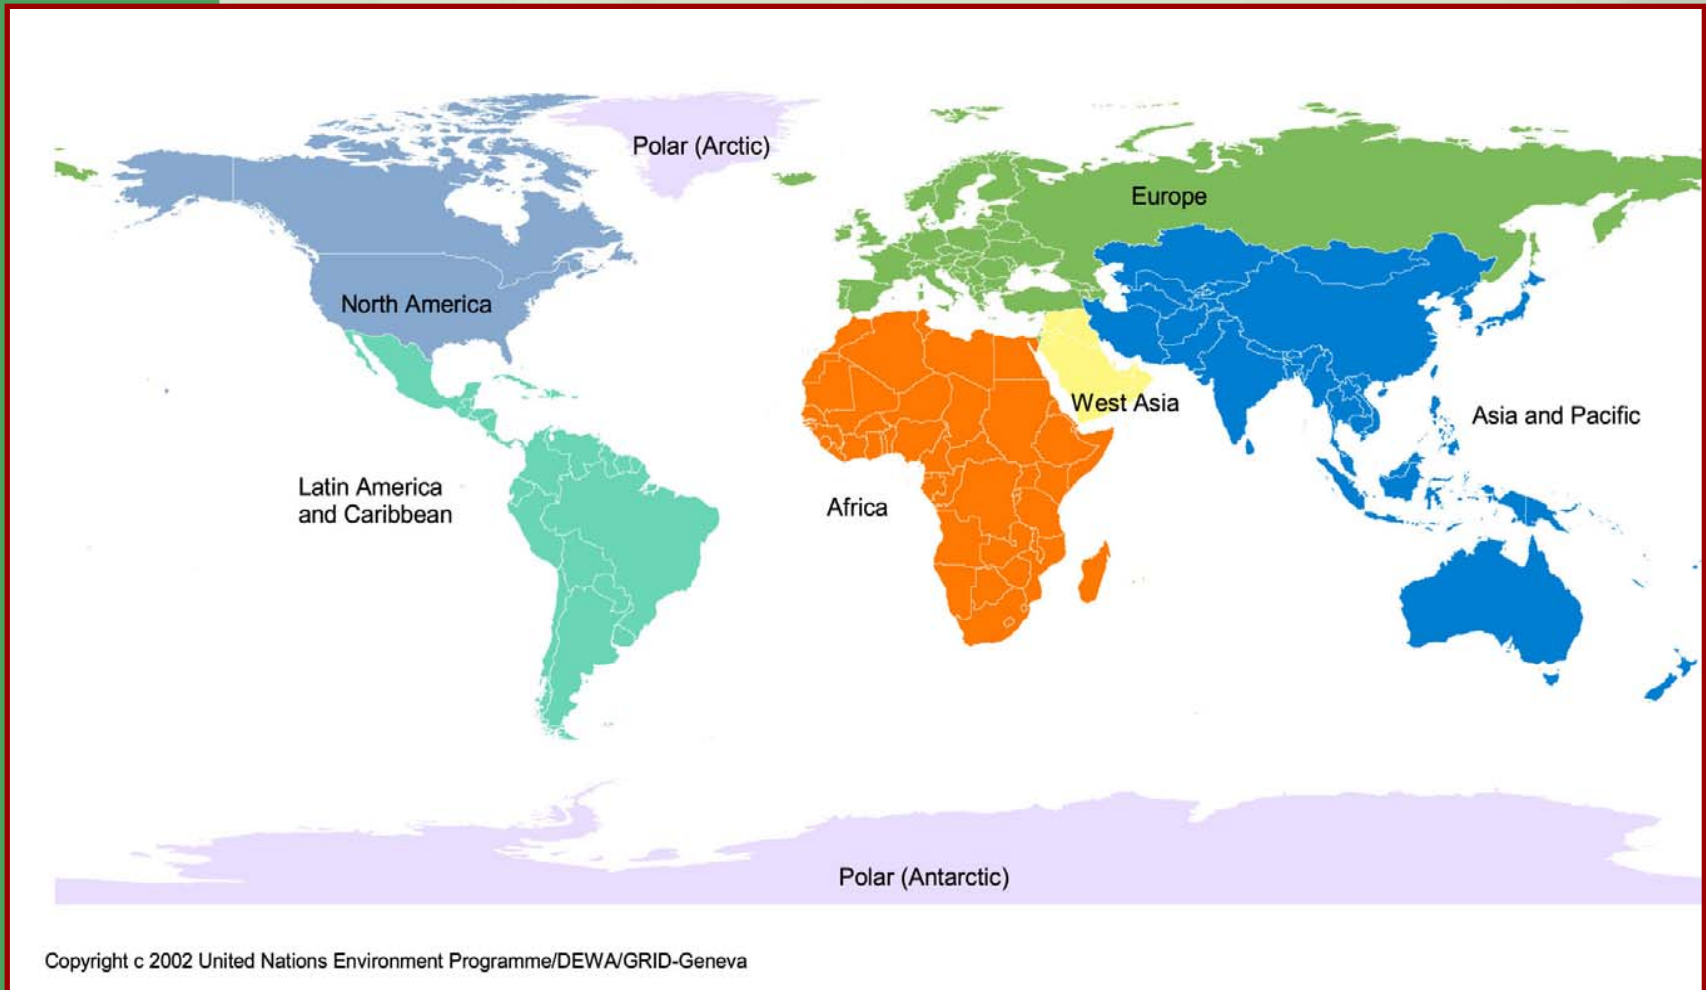 Polar (Arctic)
Europe
North America
West Asia
Asia and Pacific
Latin America
and Caribbean
Africa
Polar (Antarctic)
Copyright c 2002 United Nations Environment Programme/DEWA/GRID-Geneva